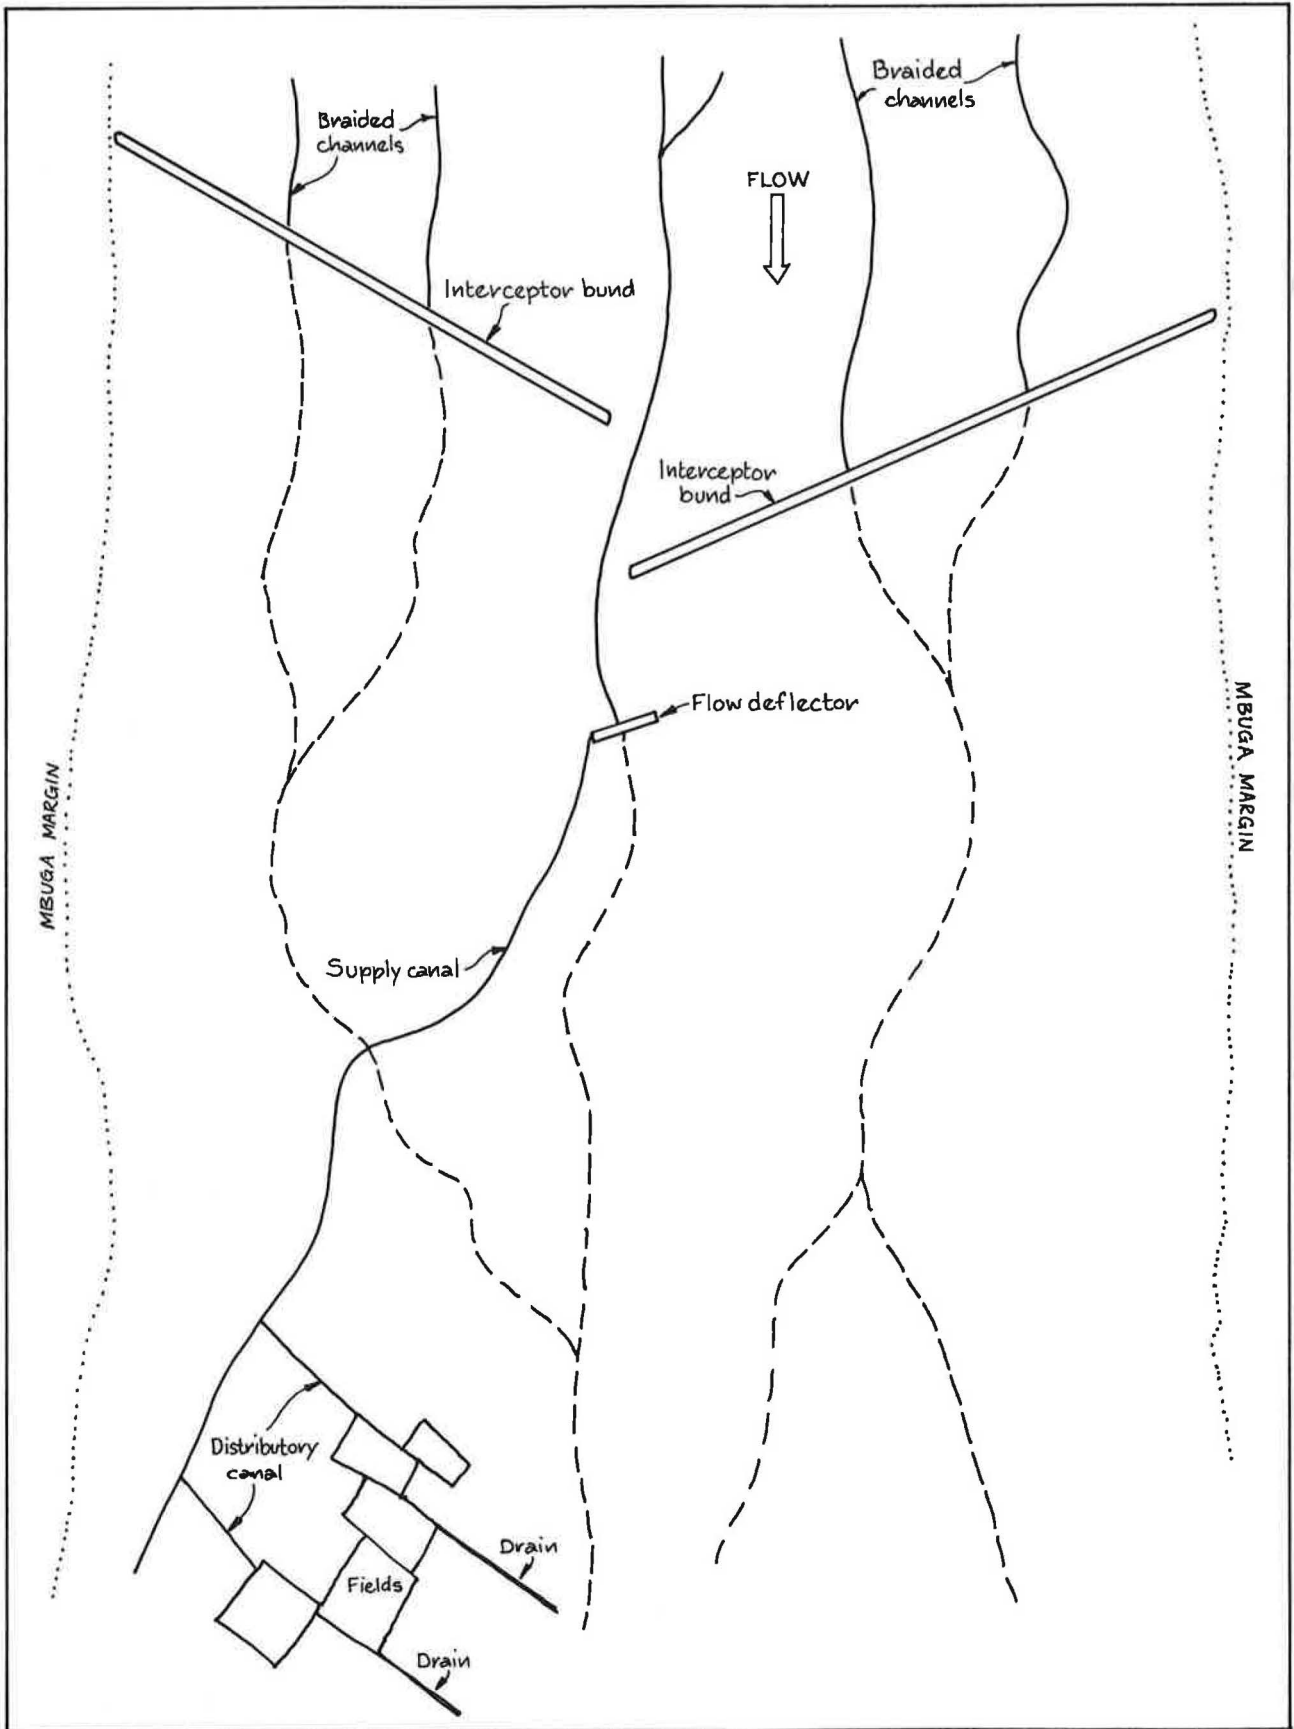 Braided
channels
Braided
channels
FLOW
Interceptor bund
Interceptor
bund
Flow deflector
MBUGA MARGIN
MBUGA MARGIN
Supply canal
Distributory
canal
Drain
Fields
Drain